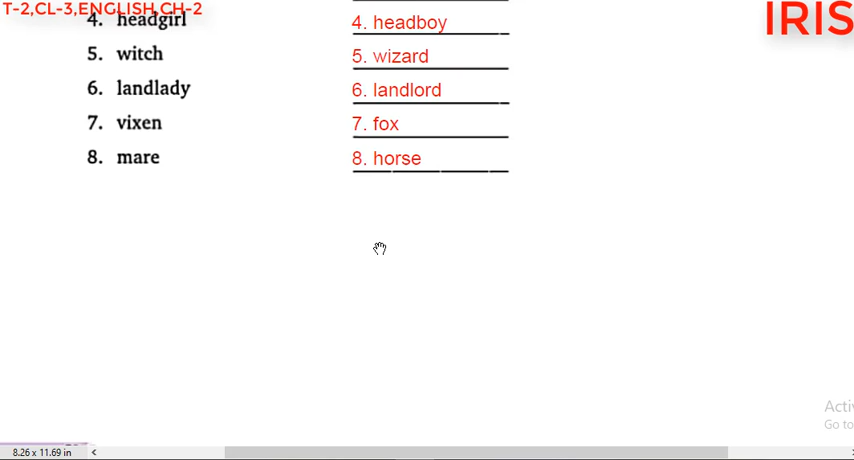 T-2,CL-3,ENGLISH,CH-2
IRIS
4. headgirl 4. headboy
5. witch 5. wizard
6. landlady 6. landlord
7. vixen 7. fox
8. mare 8. horse
Go to
8.26 x 11.69 in